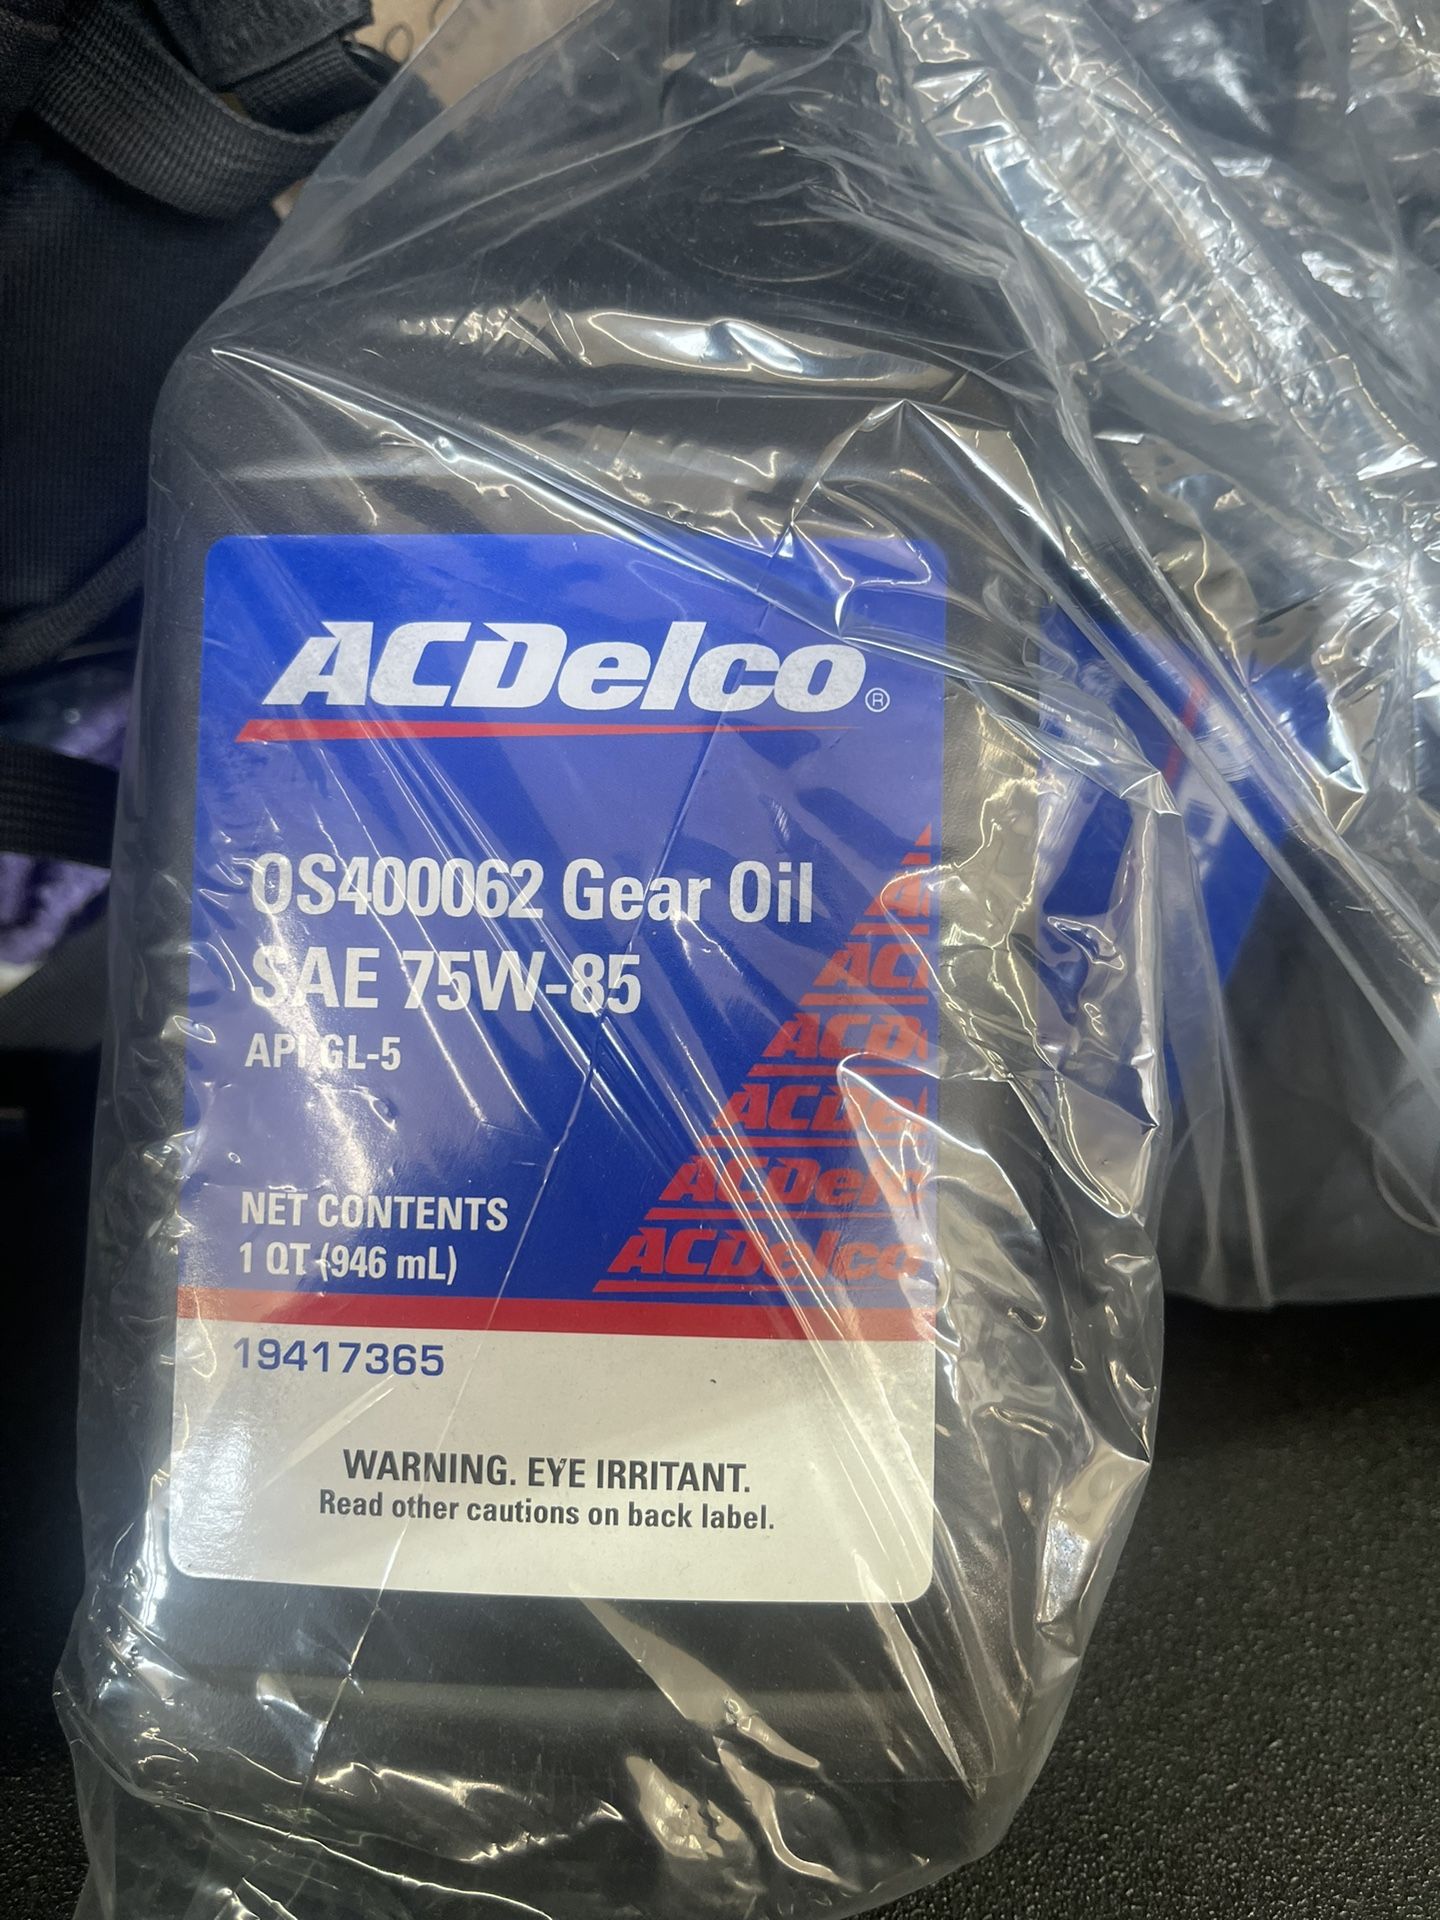 ACDelco®
OS400062 Gear Oil
SAE 75W-85
API GL-5
NET CONTENTS
1 QT (946 mL)
ACDelco
19417365
WARNING. EYE IRRITANT.
Read other cautions on back label.